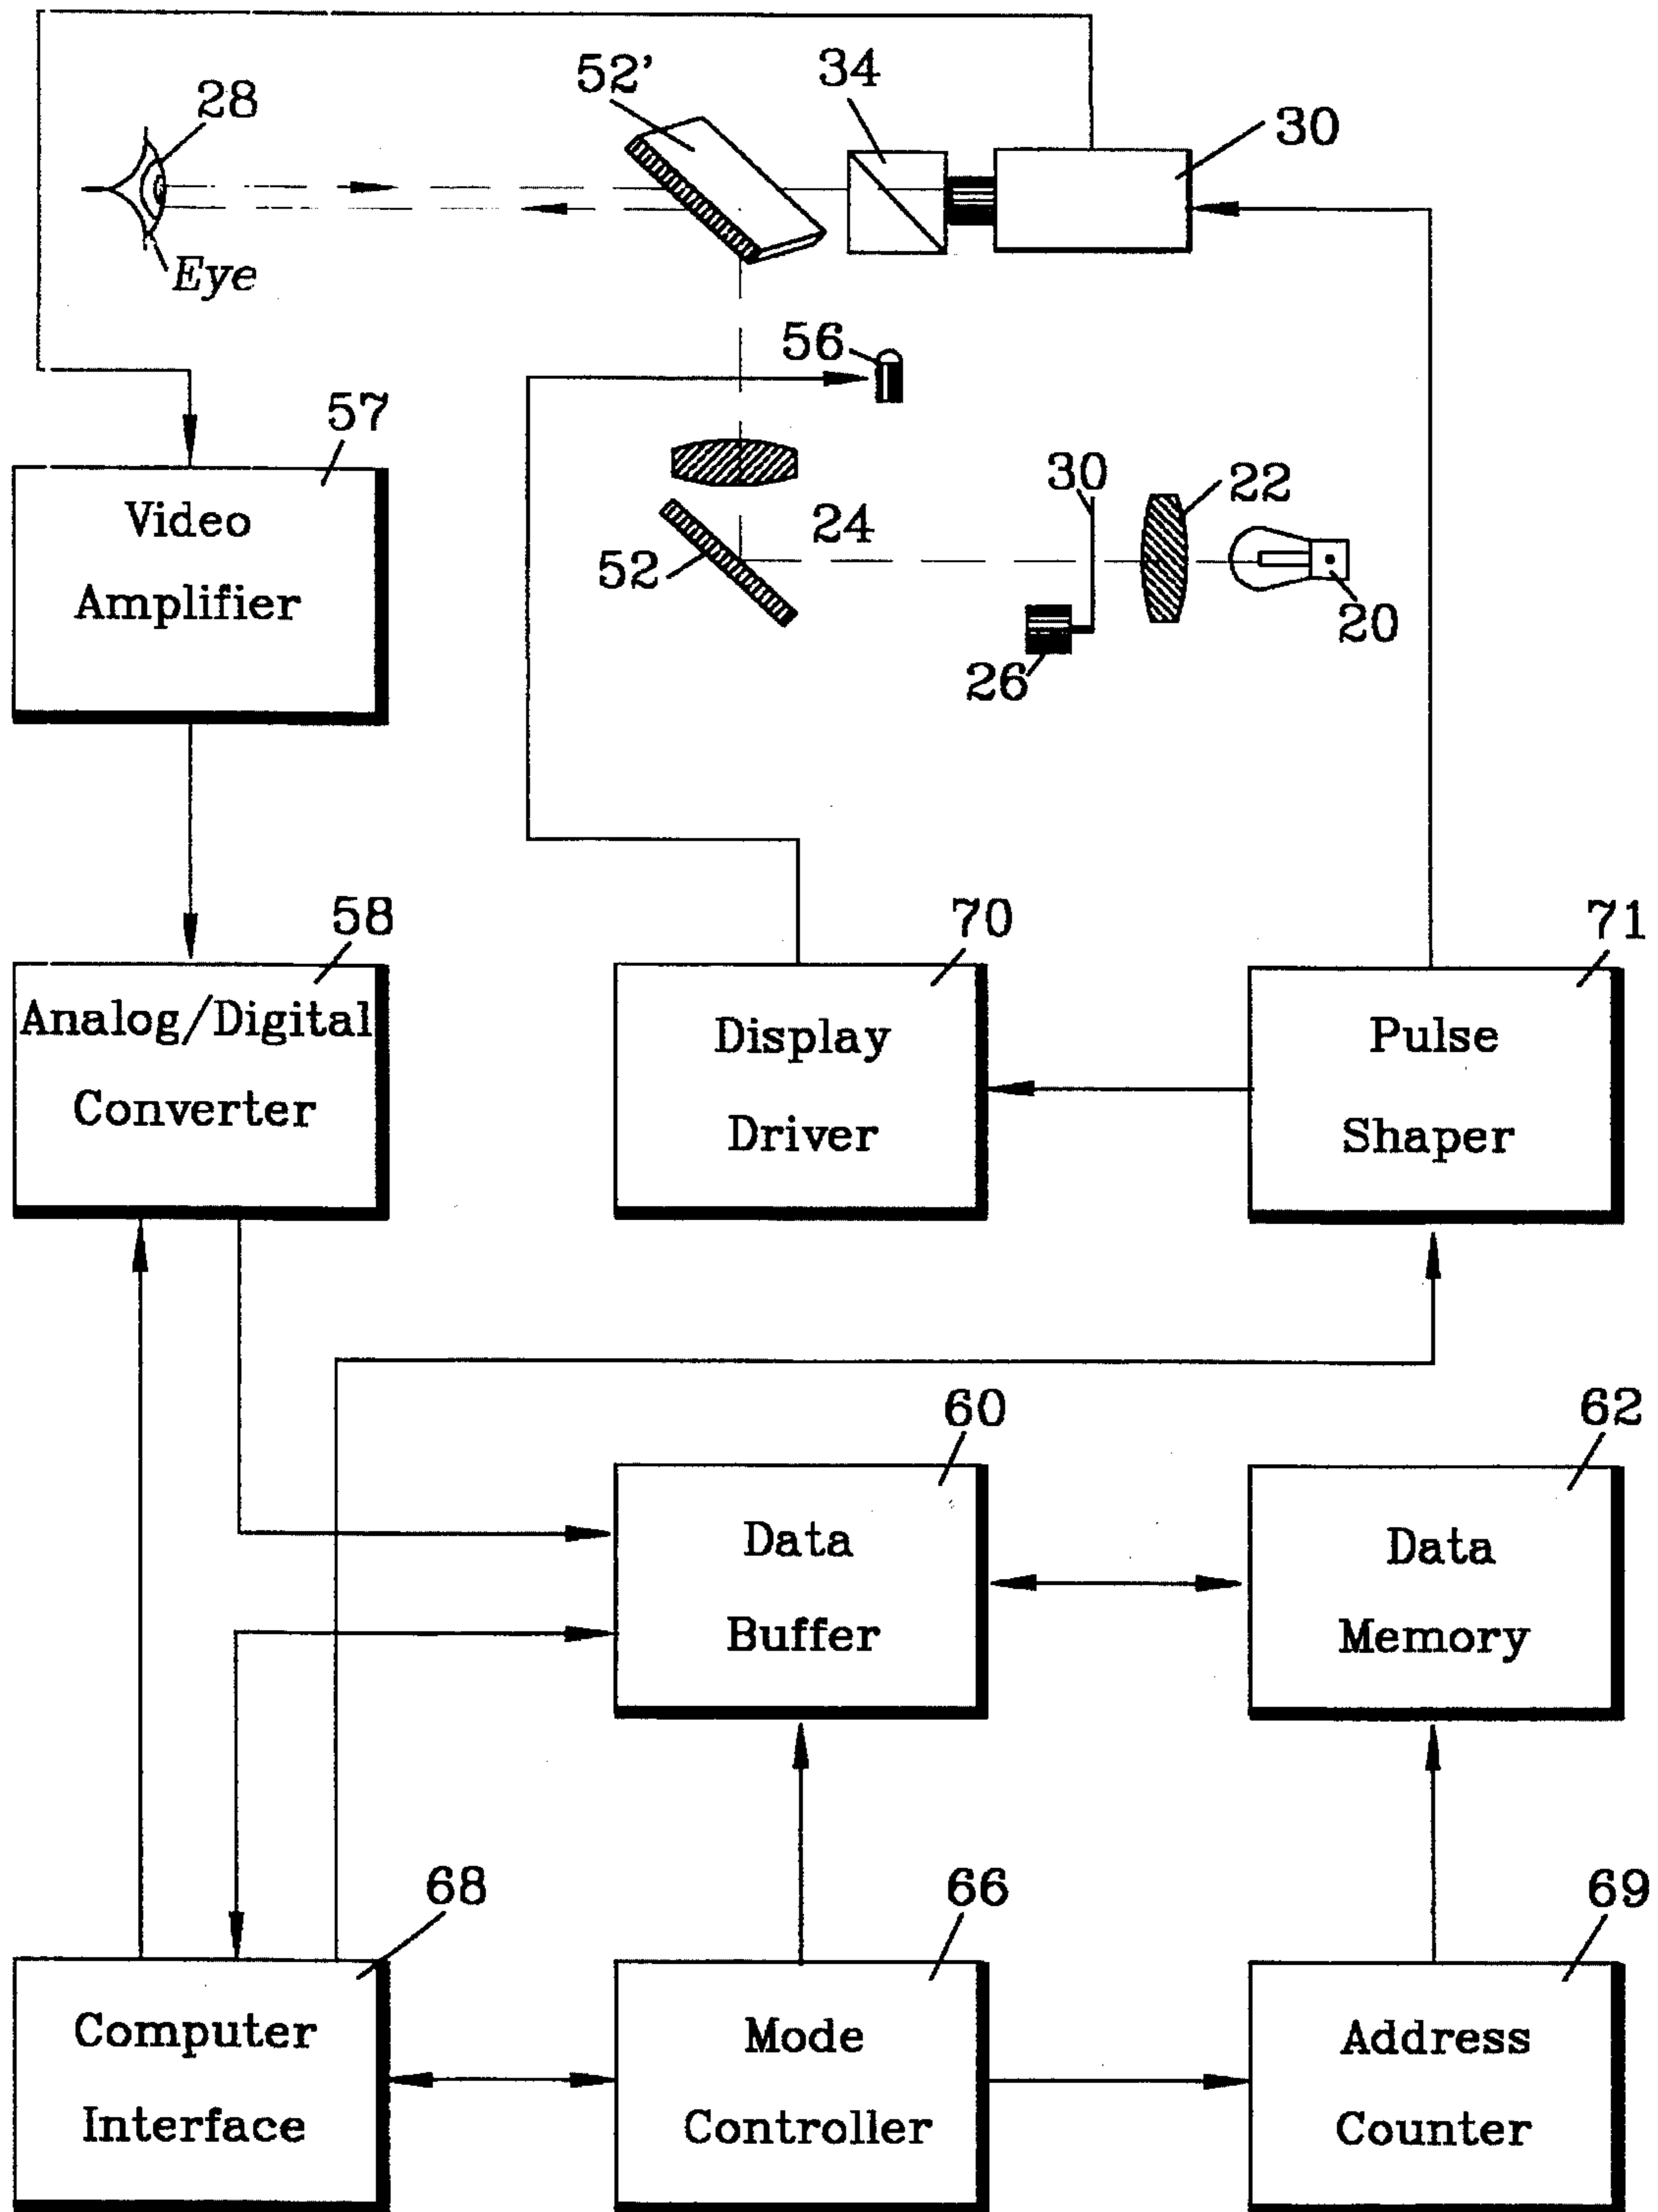 52'
34
28
30
Eye
56
57
Video
Amplifier
30
22
24
52
20
26
58
Analog/Digital
Converter
70
Display
Driver
71
Pulse
Shaper
60
Data
Buffer
62
Data
Memory
68
Computer
Interface
66
Mode
Controller
69
Address
Counter